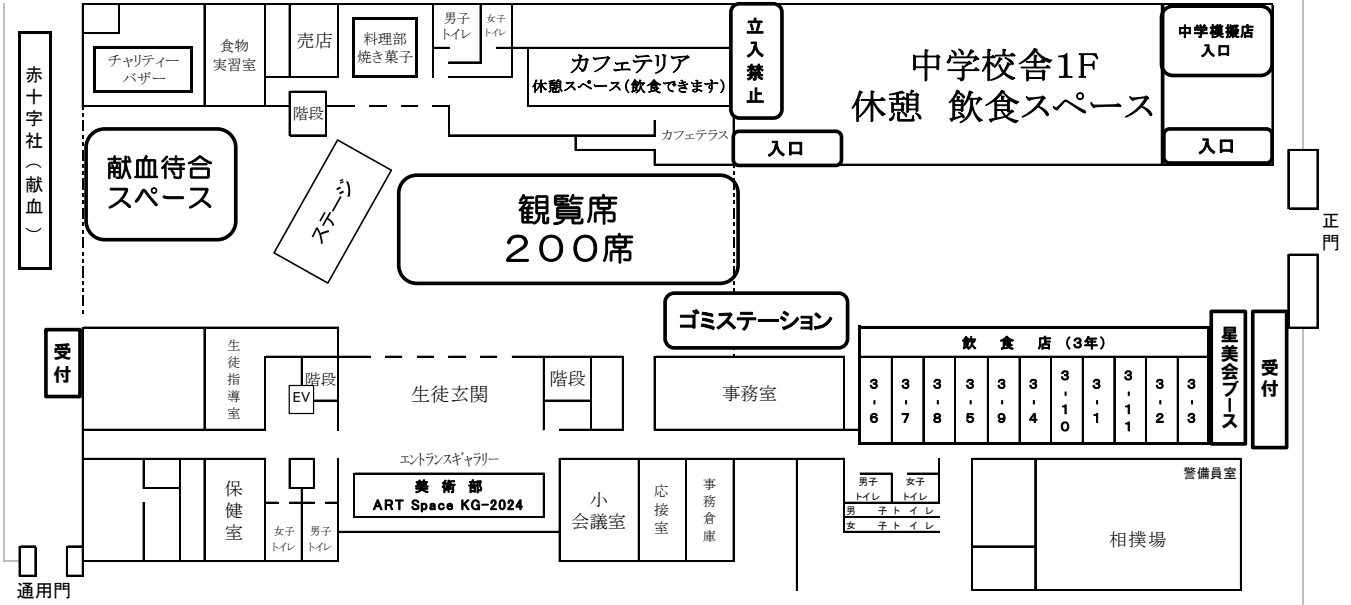 赤十字社（献血）
チャリティー
バザー
食物
実習室
売店
料理部
焼き菓子
男子
トイレ
女子
トイレ
カフェテリア
休憩スペース（飲食できます）
立入禁止
中学校舎１F
休憩　飲食スペース
中学模擬店
入口
階段
カフェテラス
入口
入口
献血待合
スペース
ステージ
観覧席
２００席
正門
ゴミステーション
受付
生徒指導室
階段
EV
生徒玄関
階段
事務室
飲　食　店（３年）
３-６
３-７
３-８
３-５
３-９
３-４
３-１０
３-１
３-１１
３-２
３-３
星美会ブース
受付
エントランスギャラリー
美　術　部
ART Space KG-2024
保健室
女子
トイレ
男子
トイレ
小
会議室
応接室
事務倉庫
男子
トイレ
女子
トイレ
男　子トイレ
女　子トイレ
警備員室
相撲場
通用門